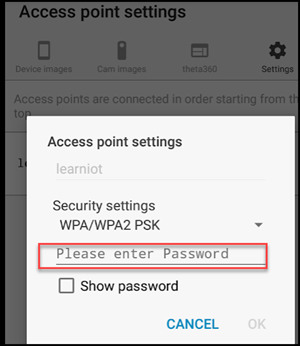 Access point settings
Device images Cam images theta360 Settings
Access points are connected in order starting from the
top.
Access point settings
learniot
Security settings
WPA/WPA2 PSK
Please enter Password
Show password
CANCEL OK